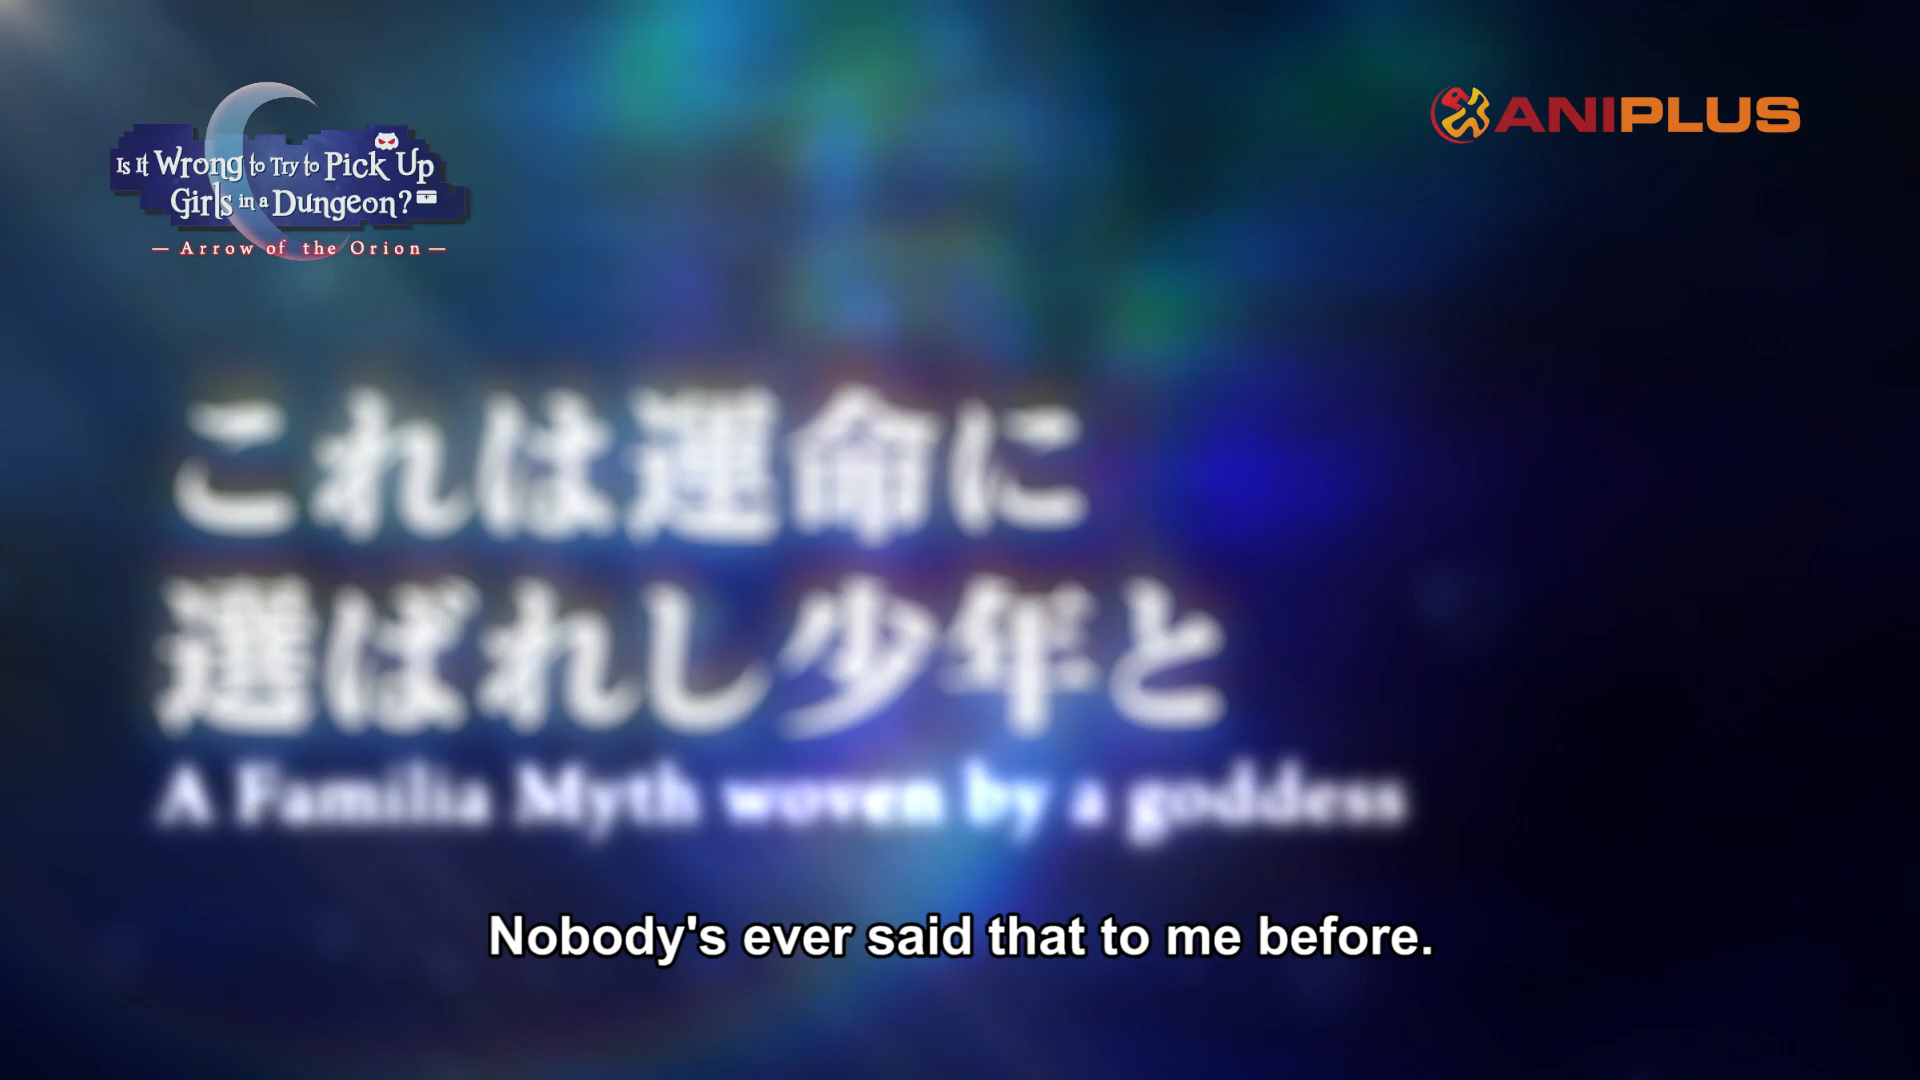 Is It Wrong to Try to Pick Up
Girls in a Dungeon?
— Arrow of the Orion —
ANIPLUS
これは運命に
選ばれし少年と
A Familia Myth woven by a goddess
Nobody's ever said that to me before.